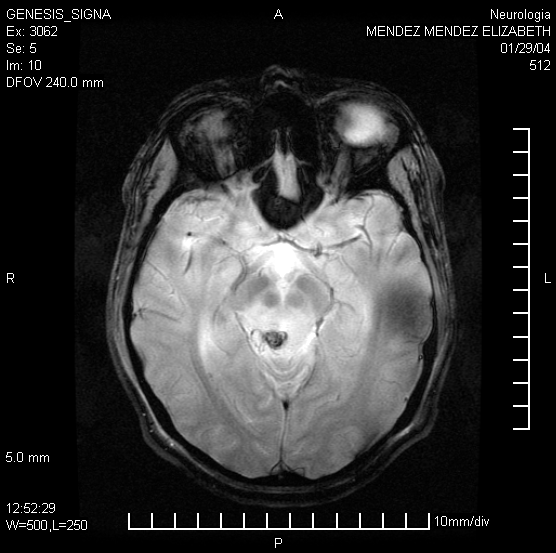 GENESIS_SIGNA
Ex: 3062
Se: 5
Im: 10
DFOV 240.0 mm
A
Neurologia
MENDEZ MENDEZ ELIZABETH
01/29/04
512
R
L
5.0 mm
12:52:29
W=500,L=250
10mm/div
P